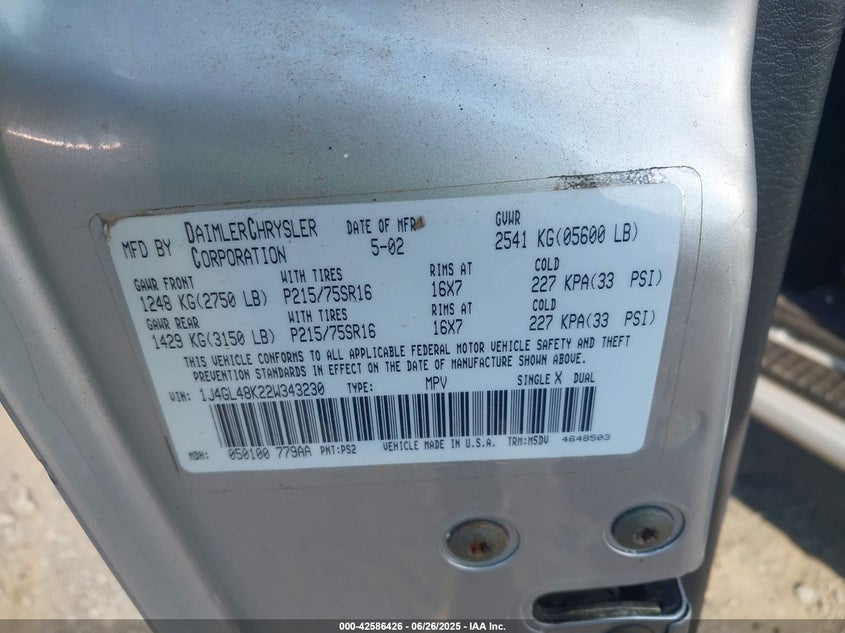 MFD BY DAIMLERCHRYSLER CORPORATION DATE OF MFR 5-02 GVWR 2541 KG(05600 LB)
GAWR FRONT WITH TIRES RIMS AT COLD
1248 KG(2750 LB) P215/75SR16 16X7 227 KPA(33 PSI)
GAWR REAR WITH TIRES RIMS AT COLD
1429 KG(3150 LB) P215/75SR16 16X7 227 KPA(33 PSI)
THIS VEHICLE CONFORMS TO ALL APPLICABLE FEDERAL MOTOR VEHICLE SAFETY AND THEFT
PREVENTION STANDARDS IN EFFECT ON THE DATE OF MANUFACTURE SHOWN ABOVE.
VIN: 1J4GL48K22W343230 TYPE: MPV SINGLE X DUAL
MDH: 050100 779AA PNT:PS2 VEHICLE MADE IN U.S.A. TRM:M5DV 4648503
000-42586426 - 06/26/2025 - IAA Inc.